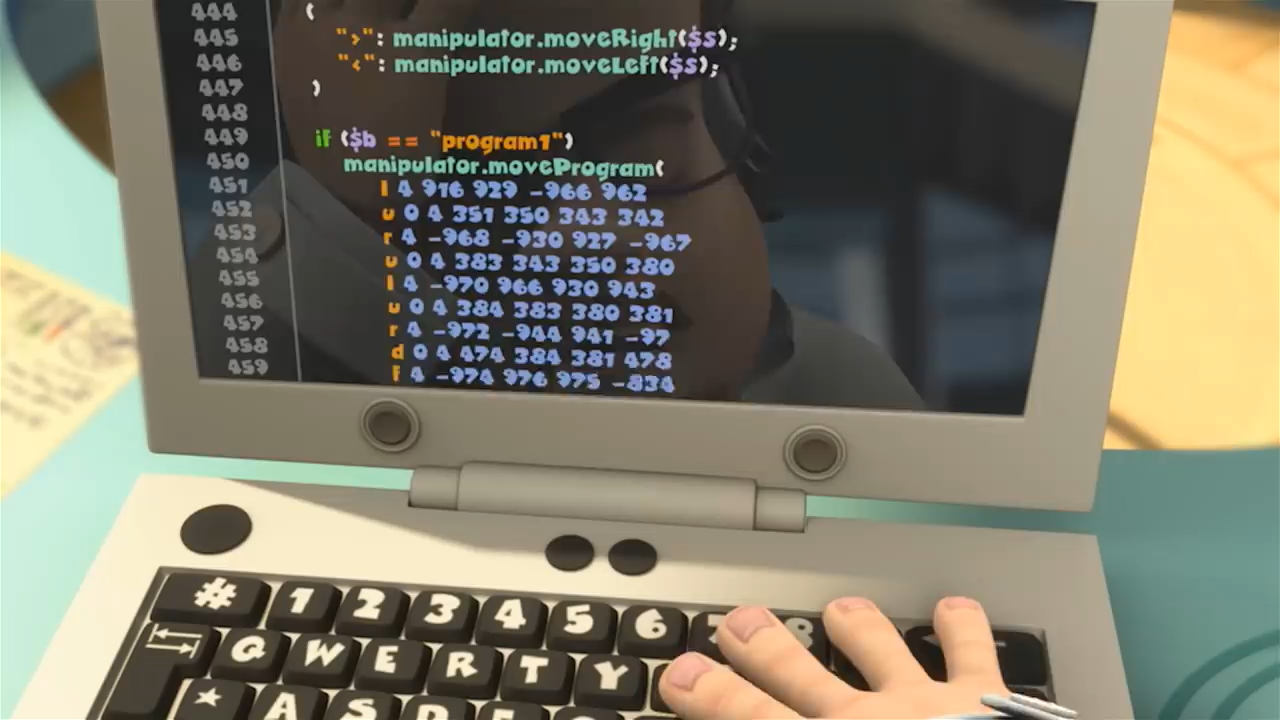 444 (
445 ">": manipulator.moveRight($s);
446 "<": manipulator.moveLeft($s);
447 )
448
449 if ($b == "program1")
450 manipulator.moveProgram(
451 l 4 916 929 -966 962
452 u 0 4 351 350 343 342
453 r 4 -968 -930 927 -967
454 u 0 4 383 343 350 380
455 l 4 -970 966 930 943
456 u 0 4 384 383 380 381
457 r 4 -972 -944 941 -97
458 d 0 4 474 384 381 478
459 f 4 -974 976 975 -834
# 1 2 3 4 5 6 7 8
Q W E R T Y
* A S D F